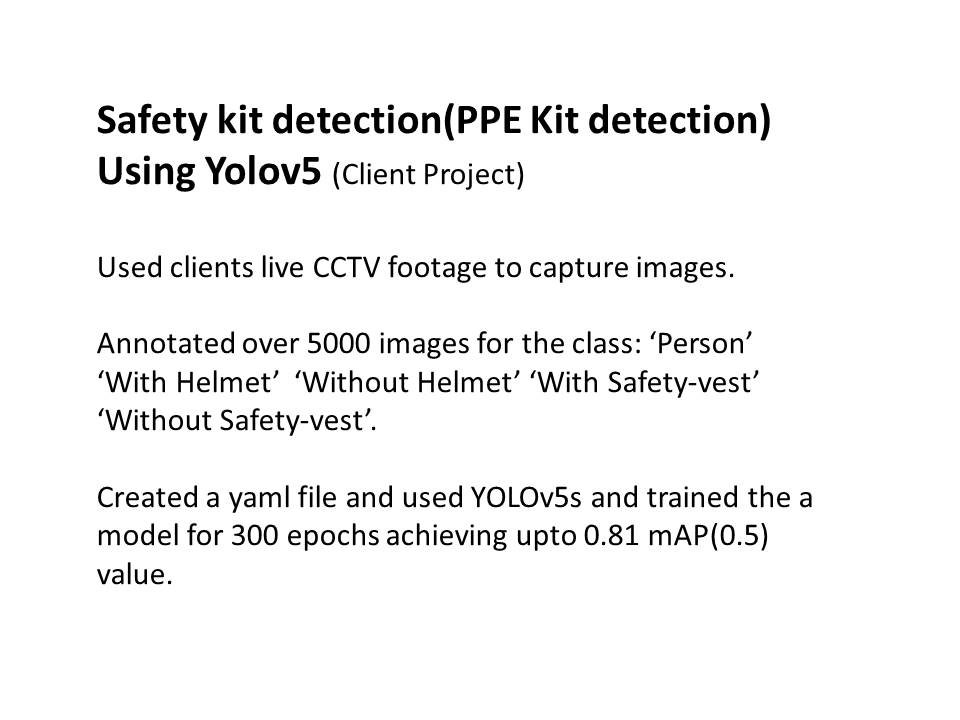 Safety kit detection(PPE Kit detection)
Using Yolov5 (Client Project)
Used clients live CCTV footage to capture images.
Annotated over 5000 images for the class: ‘Person’
‘With Helmet’  ‘Without Helmet’ ‘With Safety-vest’
‘Without Safety-vest’.
Created a yaml file and used YOLOv5s and trained the a
model for 300 epochs achieving upto 0.81 mAP(0.5)
value.